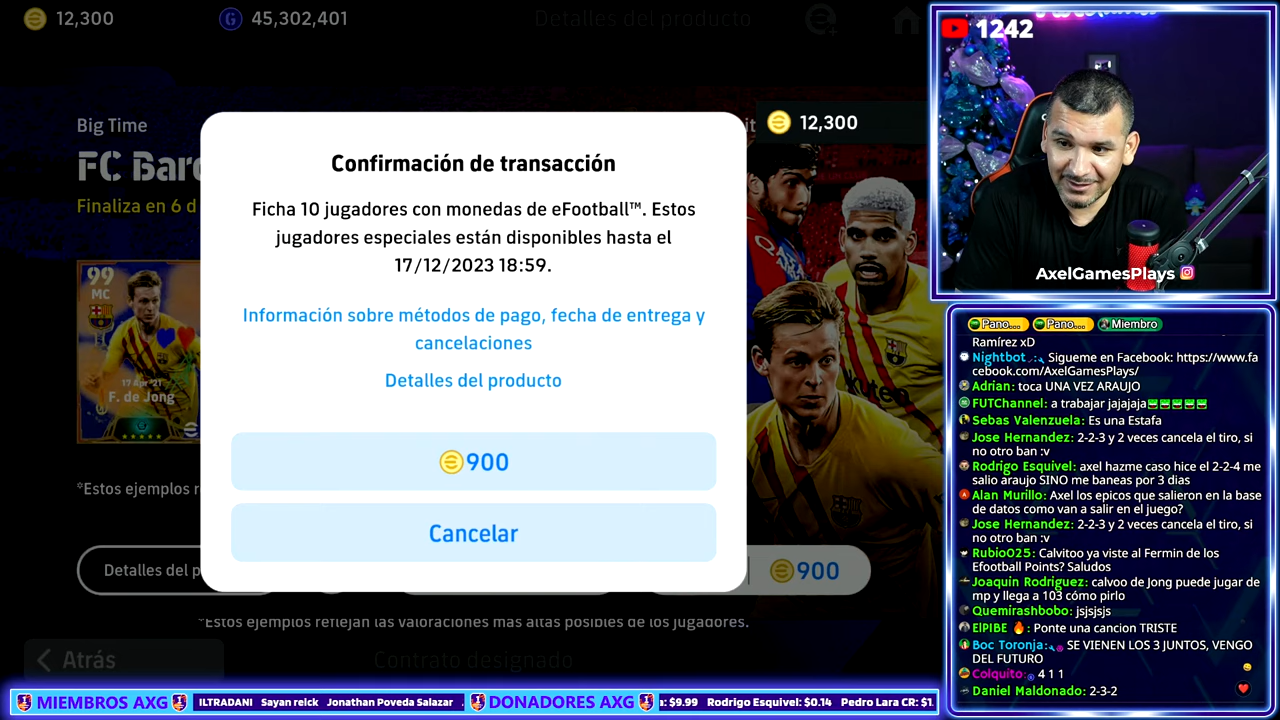 12,300
45,302,401
Detalles del producto
Big Time
FC Barc
Finaliza en 6 d
12,300
Confirmación de transacción
Ficha 10 jugadores con monedas de eFootball™. Estos
jugadores especiales están disponibles hasta el
17/12/2023 18:59.
Información sobre métodos de pago, fecha de entrega y
cancelaciones
Detalles del producto
900
Cancelar
99
MC
17 Apr '21
F. de Jong
*Estos ejemplos r
Detalles del p
900
*Estos ejemplos reflejan las valoraciones más altas posibles de los jugadores.
Atrás
Contrato designado
1242
AxelGamesPlays
Pano... Pano... Miembro
Ramírez xD
Nightbot: Sigueme en Facebook: https://www.fa
cebook.com/AxelGamesPlays/
Adrian: toca UNA VEZ ARAUJO
FUTChannel: a trabajar jajajaja
Sebas Valenzuela: Es una Estafa
Jose Hernandez: 2-2-3 y 2 veces cancela el tiro, si
no otro ban :v
Rodrigo Esquivel: axel hazme caso hice el 2-2-4 me
salio araujo SINO me baneas por 3 dias
Alan Murillo: Axel los epicos que salieron en la base
de datos como van a salir en el juego?
Jose Hernandez: 2-2-3 y 2 veces cancela el tiro, si
no otro ban :v
Rubio025: Calvitoo ya viste al Fermin de los
Efootball Points? Saludos
Joaquin Rodriguez: calvoo de Jong puede jugar de
mp y llega a 103 cómo pirlo
Quemirashbobo: jsjsjsjs
ElPIBE 🔥: Ponte una cancion TRISTE
Boc Toronja: SE VIENEN LOS 3 JUNTOS, VENGO
DEL FUTURO
Colquito: 4 1 1
Daniel Maldonado: 2-3-2
MIEMBROS AXG ILTRADANI Sayan reick Jonathan Poveda Salazar DONADORES AXG a: $9.99 Rodrigo Esquivel: $0.14 Pedro Lara CR: $1